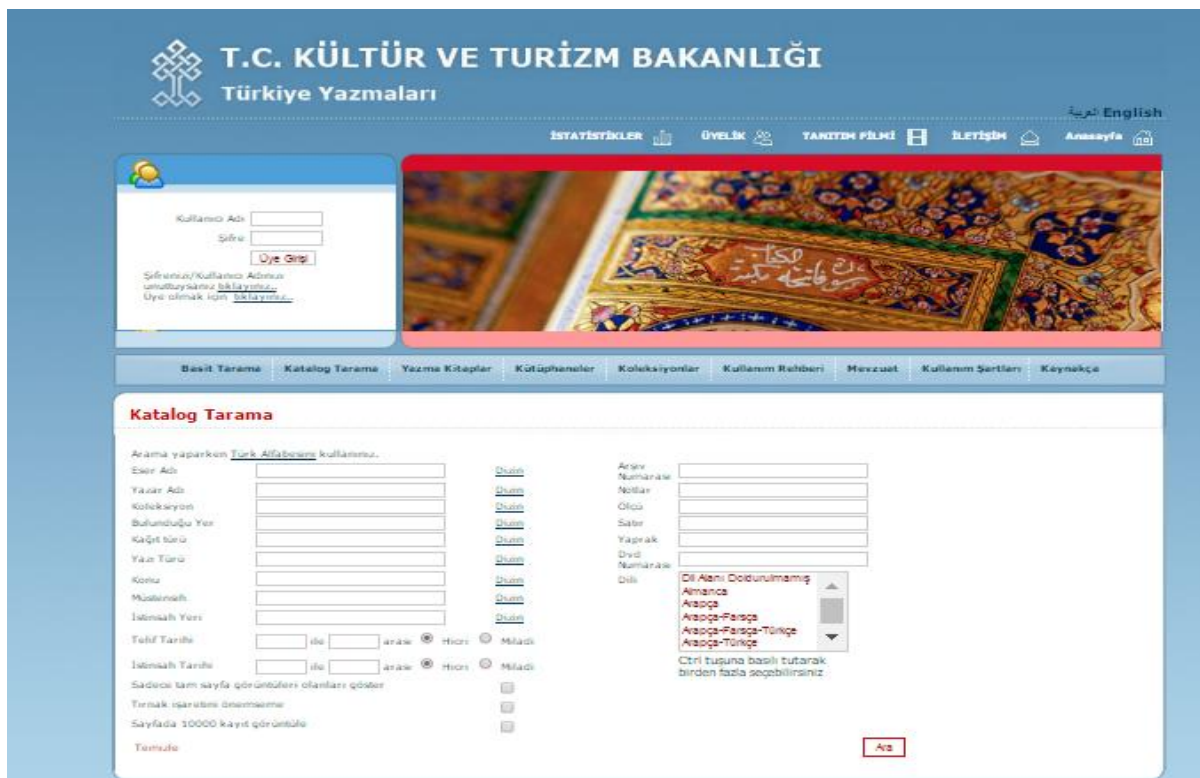 T.C. KÜLTÜR VE TURİZM BAKANLIĞI
Türkiye Yazmaları
العربية English
İSTATİSTİKLER ÜYELİK TANITIM FİLMİ İLETİŞİM Anasayfa
Kullanıcı Adı
Şifre
Üye Girişi
Şifrenizi/Kullanıcı Adınızı
unuttuysanız tıklayınız..
Üye olmak için tıklayınız..
Basit Tarama Katalog Tarama Yazma Kitaplar Kütüphaneler Koleksiyonlar Kullanım Rehberi Mevzuat Kullanım Şartları Kaynakça
Katalog Tarama
Arama yaparken Türk Alfabesini kullanınız.
Eser Adı Dizin
Yazar Adı Dizin
Koleksiyon Dizin
Bulunduğu Yer Dizin
Kağıt türü Dizin
Yazı Türü Dizin
Konu Dizin
Müstensih Dizin
İstinsah Yeri Dizin
Telif Tarihi ile arası Hicri Miladi
İstinsah Tarihi ile arası Hicri Miladi
Sadece tam sayfa görüntüleri olanları göster
Tırnak işaretini önemseme
Sayfada 10000 kayıt görüntüle
Temizle
Arşiv
Numarası
Notlar
Ölçü
Satır
Yaprak
Dvd
Numarası
Dili
Dil Alanı Doldurulmamış
Almanca
Arapça
Arapça-Farsça
Arapça-Farsça-Türkçe
Arapça-Türkçe
Ctrl tuşuna basılı tutarak
birden fazla seçebilirsiniz
Ara